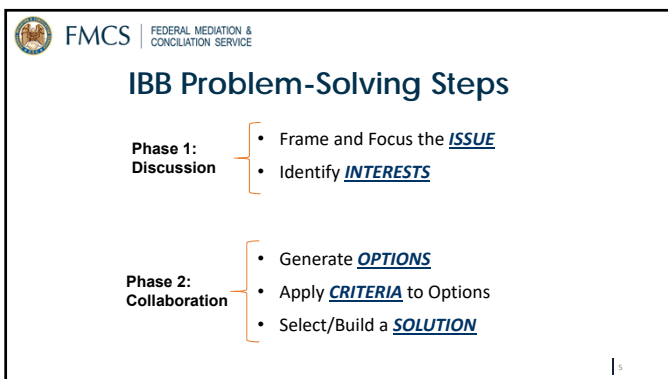 FMCS
FEDERAL MEDIATION &
CONCILIATION SERVICE
IBB Problem-Solving Steps
Phase 1:
Discussion
• Frame and Focus the ISSUE
• Identify INTERESTS
Phase 2:
Collaboration
• Generate OPTIONS
• Apply CRITERIA to Options
• Select/Build a SOLUTION
5